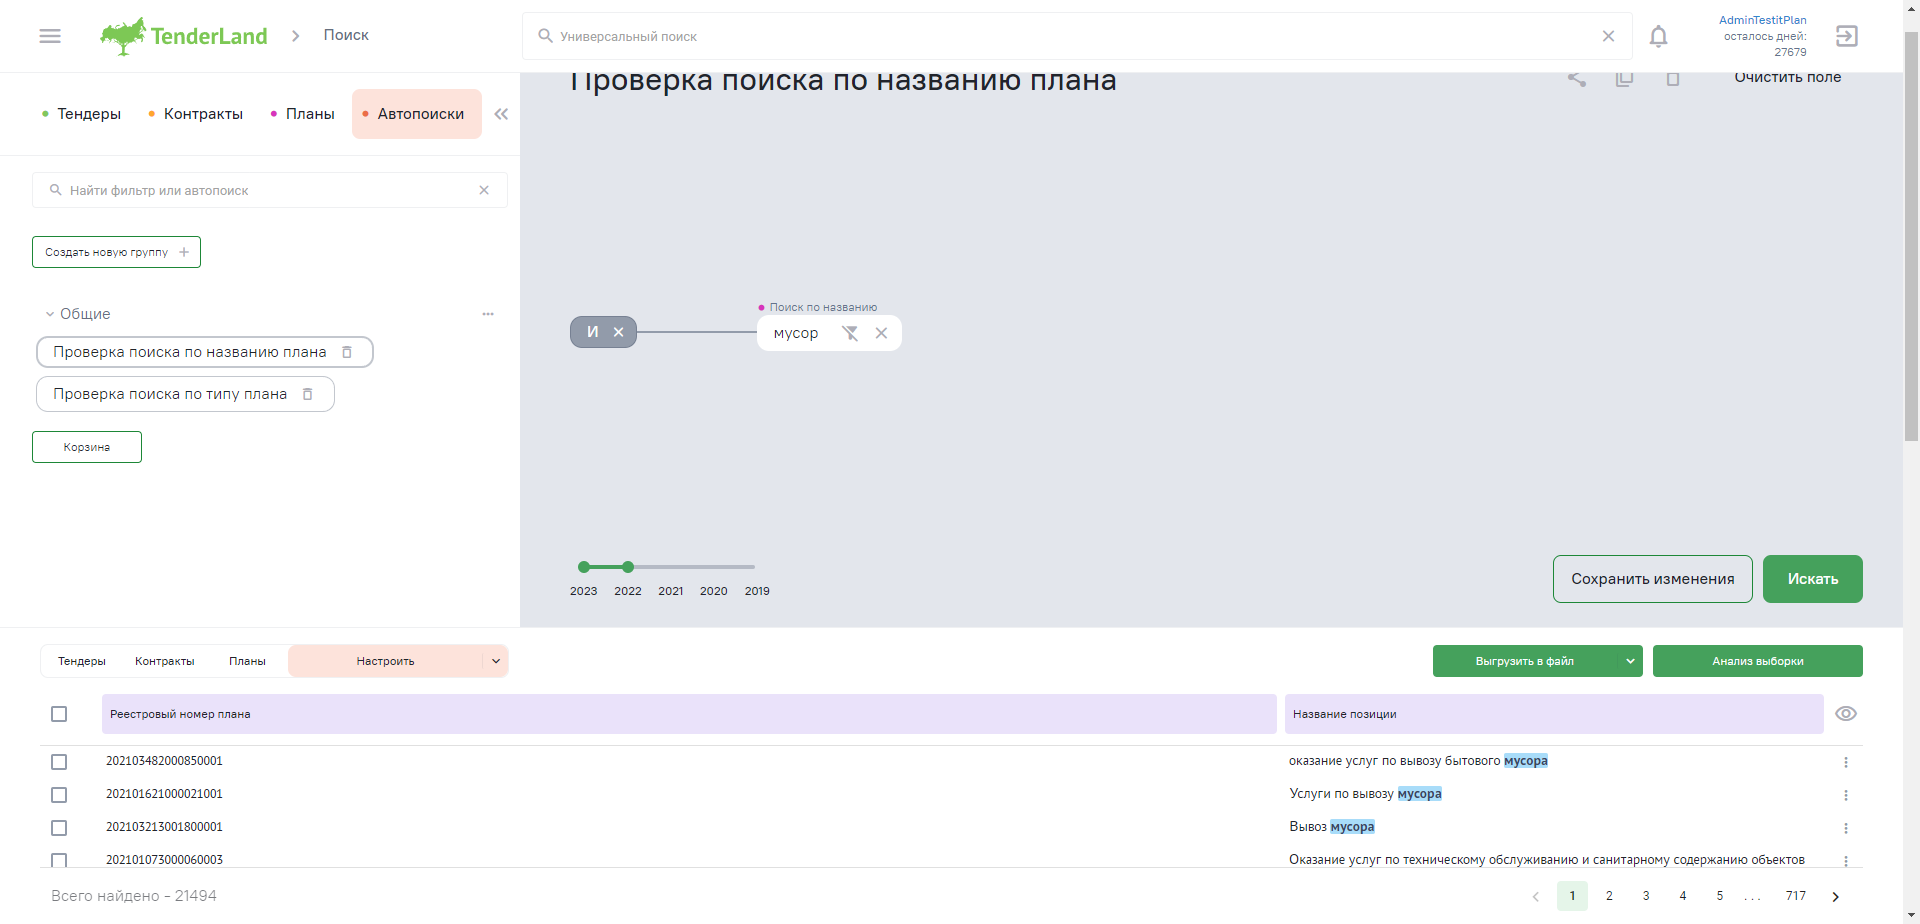 TenderLand
Поиск
Универсальный поиск
AdminTestitPlan
осталось дней:
27679
Тендеры
Контракты
Планы
Автопоиски
Проверка поиска по названию плана
Очистить поле
Найти фильтр или автопоиск
Создать новую группу
Общие
Проверка поиска по названию плана
Проверка поиска по типу плана
Корзина
Поиск по названию
И
мусор
2023 2022 2021 2020 2019
Сохранить изменения
Искать
Тендеры Контракты Планы Настроить
Выгрузить в файл
Анализ выборки
Реестровый номер плана
Название позиции
202103482000850001 оказание услуг по вывозу бытового мусора
202101621000021001 Услуги по вывозу мусора
202103213001800001 Вывоз мусора
202101073000060003 Оказание услуг по техническому обслуживанию и санитарному содержанию объектов
Всего найдено - 21494
1 2 3 4 5 ... 717